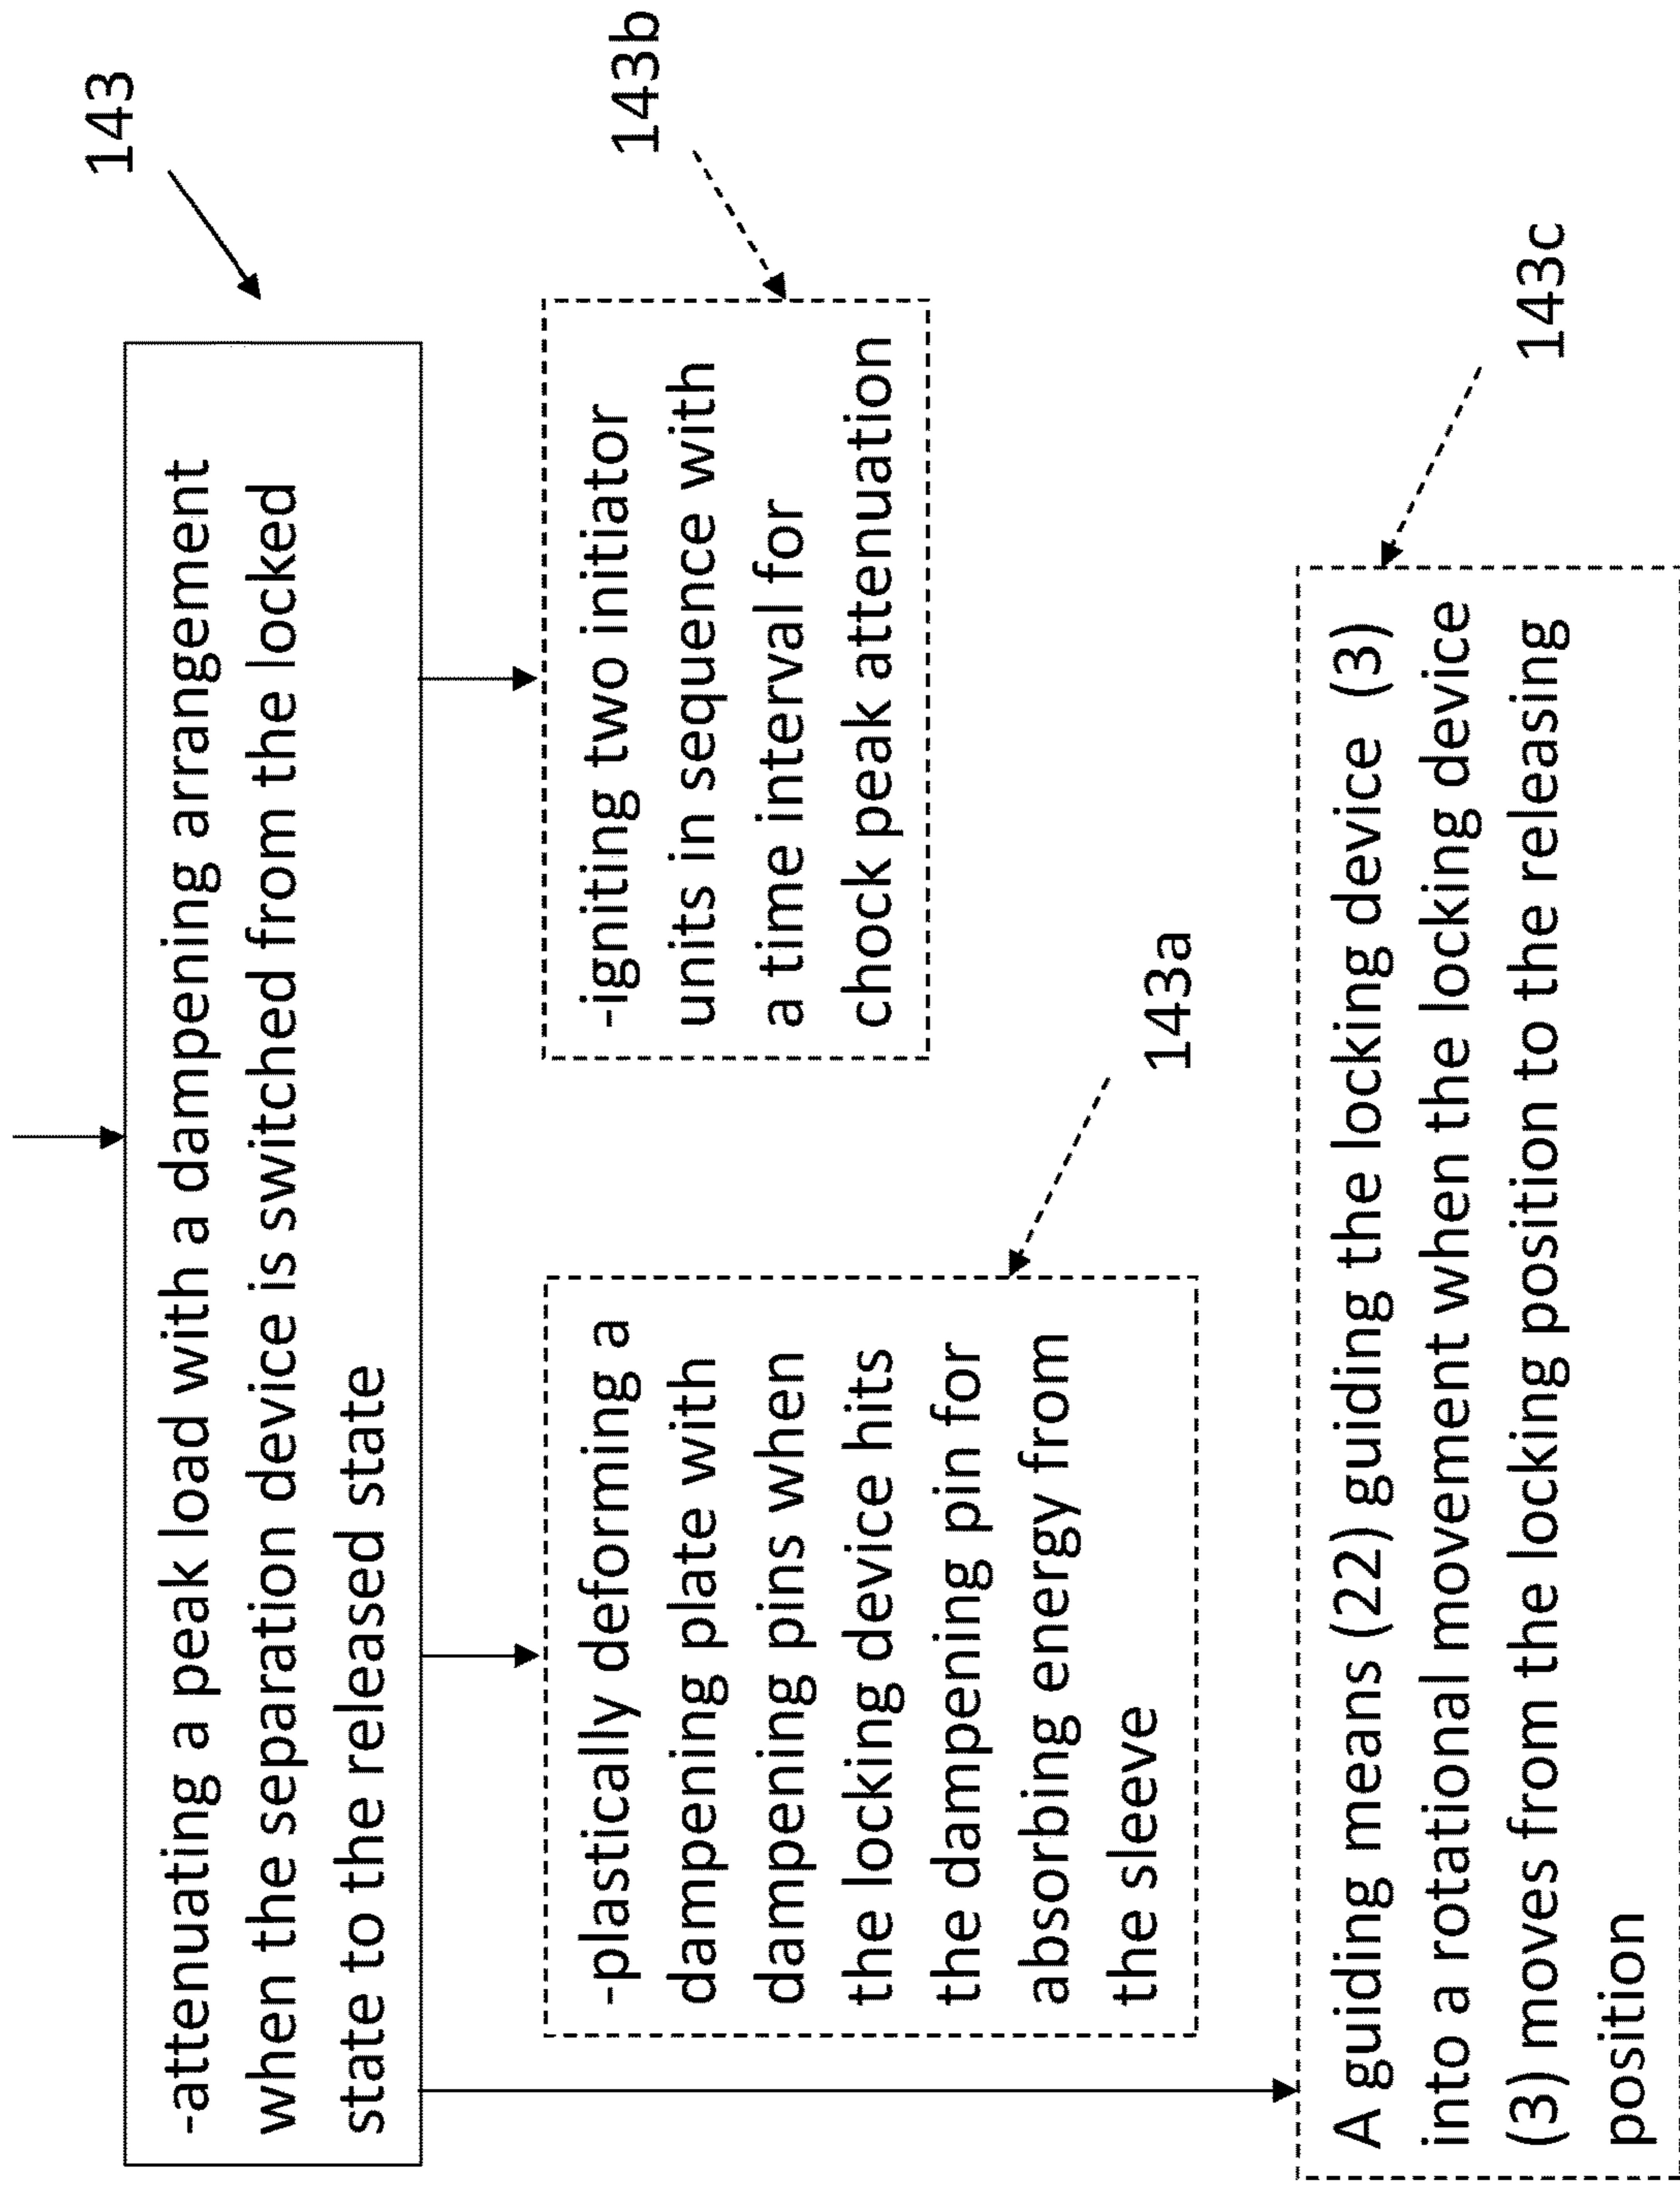 143
-attenuating a peak load with a dampening arrangement
when the separation device is switched from the locked
state to the released state
143b
-igniting two initiator
units in sequence with
a time interval for
chock peak attenuation
143a
-plastically deforming a
dampening plate with
dampening pins when
the locking device hits
the dampening pin for
absorbing energy from
the sleeve
143c
A guiding means (22) guiding the locking device (3)
into a rotational movement when the locking device
(3) moves from the locking position to the releasing
position